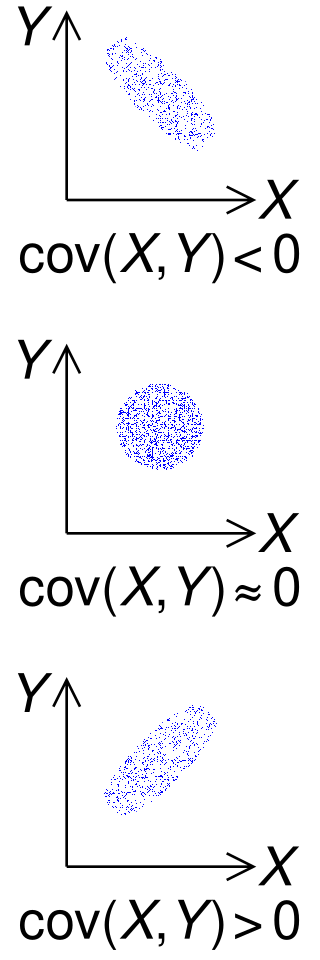 Y
X
cov(X, Y) < 0
Y
X
cov(X, Y) ≈ 0
Y
X
cov(X, Y) > 0